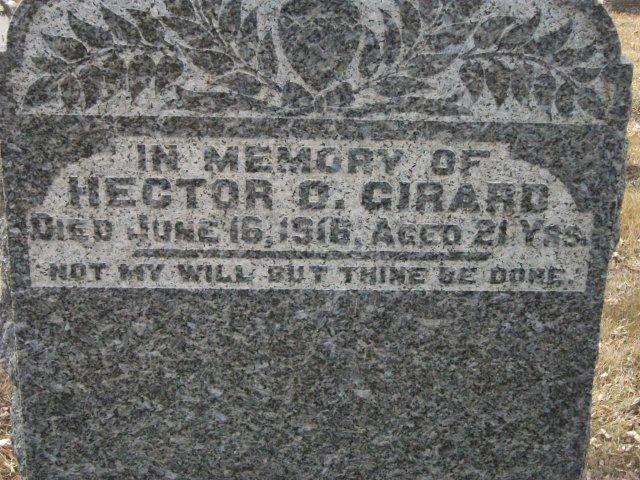 IN MEMORY OF
HECTOR D. GIRARD
DIED JUNE 16, 1916, AGED 21 YRS.
NOT MY WILL BUT THINE BE DONE.